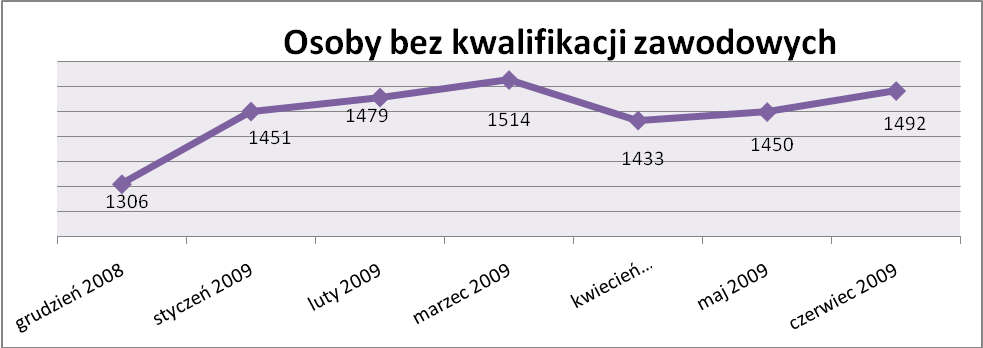 Osoby bez kwalifikacji zawodowych
1306
1451
1479
1514
1433
1450
1492
grudzień 2008
styczeń 2009
luty 2009
marzec 2009
kwiecień...
maj 2009
czerwiec 2009